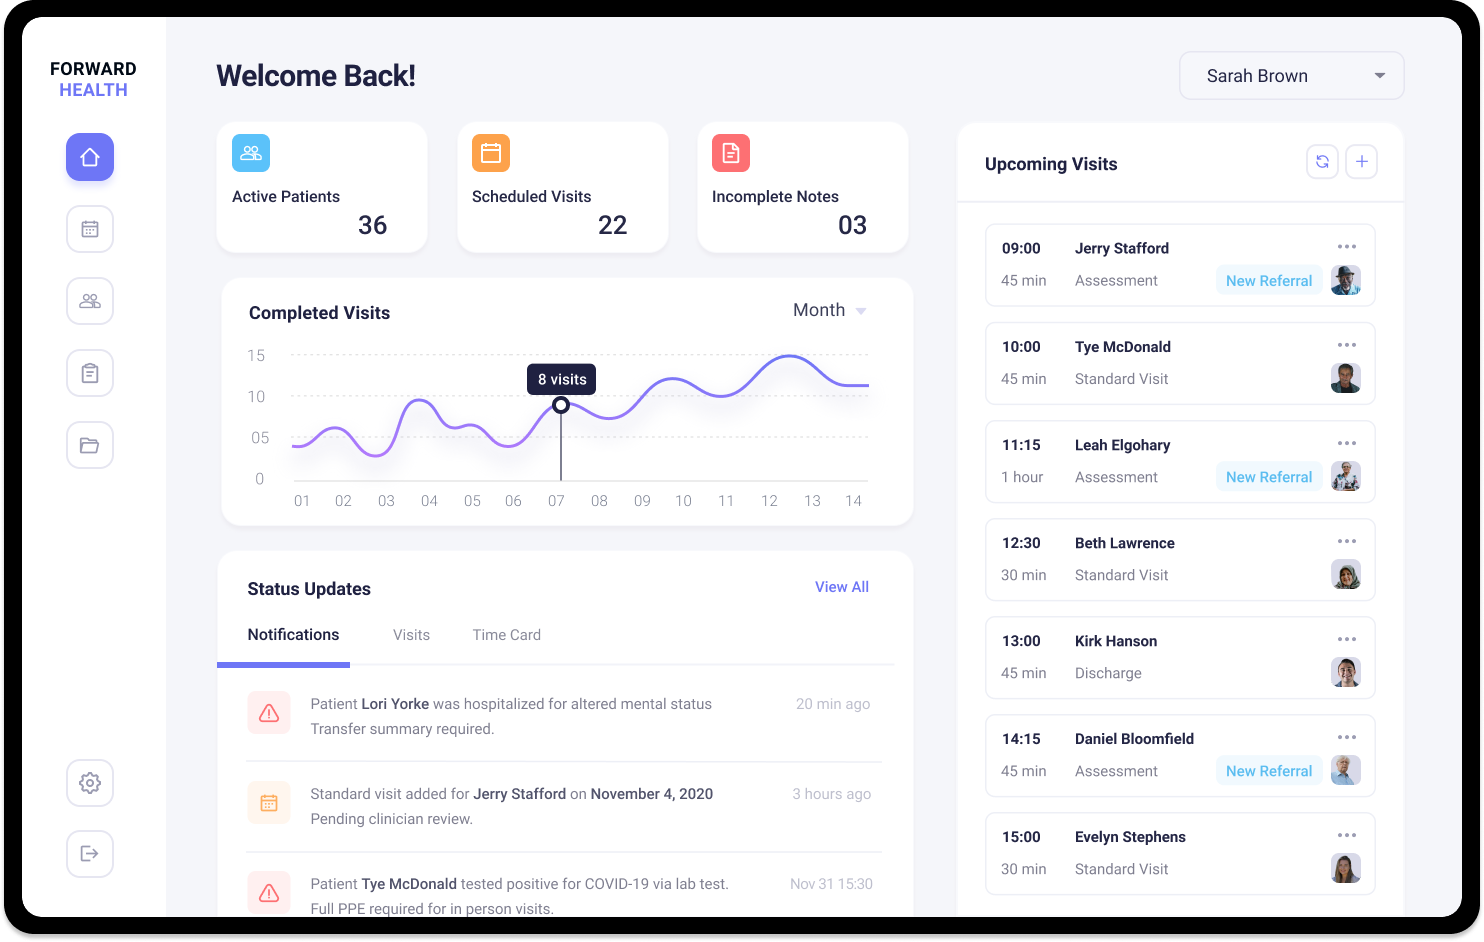 FORWARD
HEALTH
Welcome Back!
Sarah Brown
Active Patients
36
Scheduled Visits
22
Incomplete Notes
03
Completed Visits
Month
15
10
05
0
8 visits
01 02 03 04 05 06 07 08 09 10 11 12 13 14
Status Updates
View All
Notifications Visits Time Card
Patient Lori Yorke was hospitalized for altered mental status 20 min ago
Transfer summary required.
Standard visit added for Jerry Stafford on November 4, 2020 3 hours ago
Pending clinician review.
Patient Tye McDonald tested positive for COVID-19 via lab test. Nov 31 15:30
Full PPE required for in person visits.
Upcoming Visits
09:00 Jerry Stafford
45 min Assessment New Referral
10:00 Tye McDonald
45 min Standard Visit
11:15 Leah Elgohary
1 hour Assessment New Referral
12:30 Beth Lawrence
30 min Standard Visit
13:00 Kirk Hanson
45 min Discharge
14:15 Daniel Bloomfield
45 min Assessment New Referral
15:00 Evelyn Stephens
30 min Standard Visit